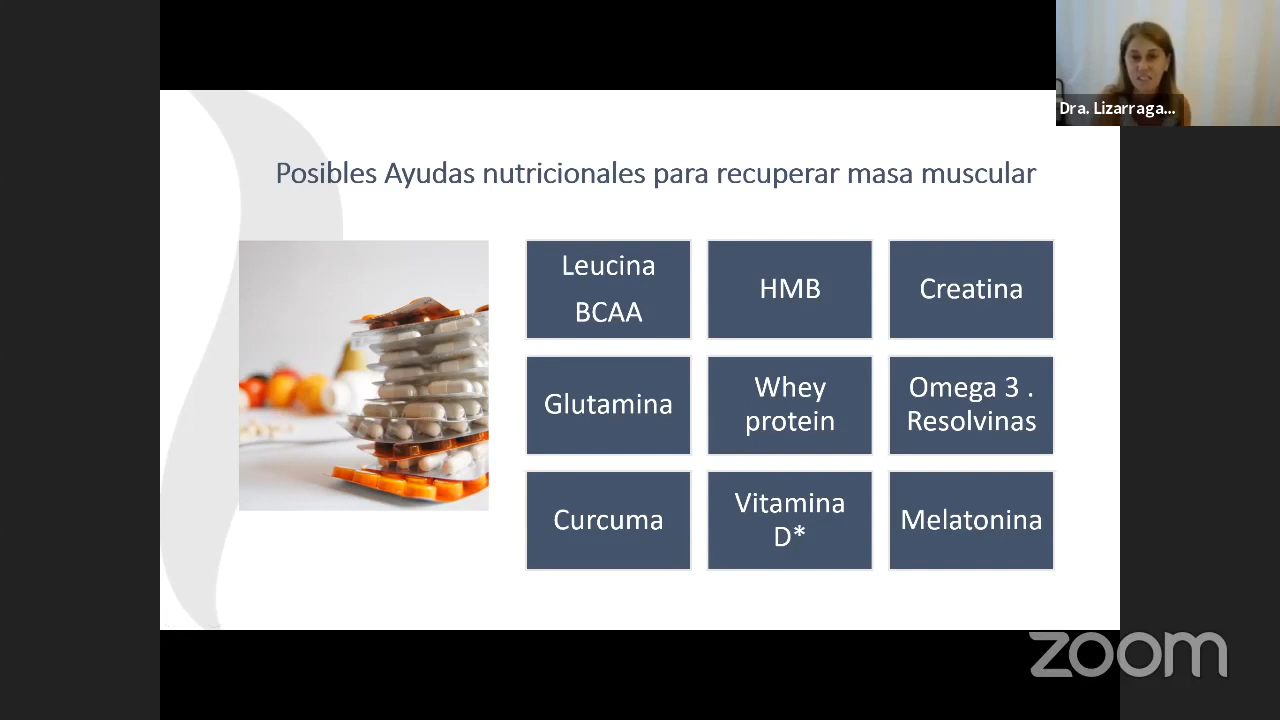 Dra. Lizarraga...
Posibles Ayudas nutricionales para recuperar masa muscular
Leucina
BCAA
HMB
Creatina
Glutamina
Whey
protein
Omega 3 .
Resolvinas
Curcuma
Vitamina
D*
Melatonina
zoom